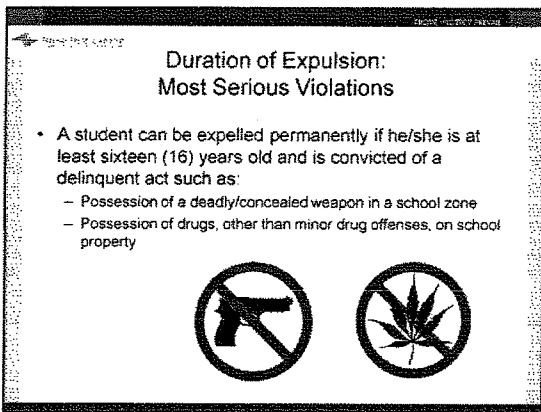 Duration of Expulsion:
Most Serious Violations
• A student can be expelled permanently if he/she is at
least sixteen (16) years old and is convicted of a
delinquent act such as:
– Possession of a deadly/concealed weapon in a school zone
– Possession of drugs, other than minor drug offenses, on school
property